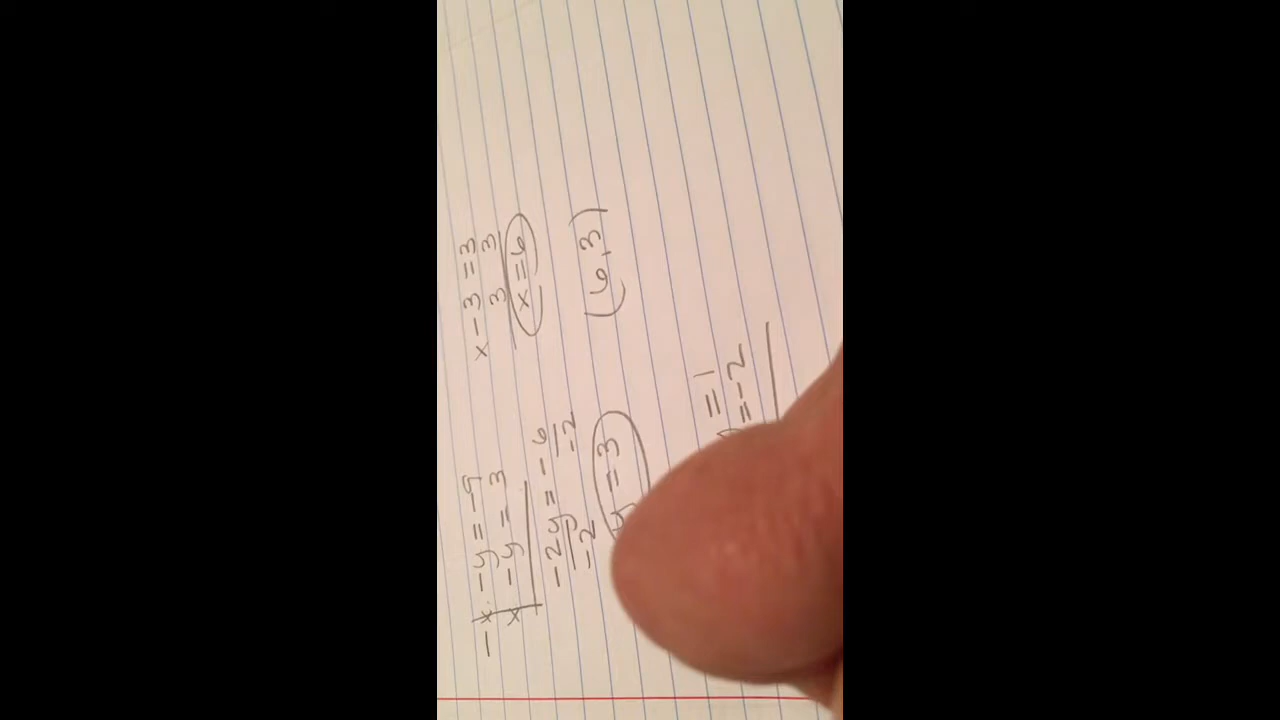 -x - y = -9
x - y = 3
-2y = -6
-2 -2
y = 3
x - 3 = 3
3 3
x = 6
(6,3)
= 1
= -2